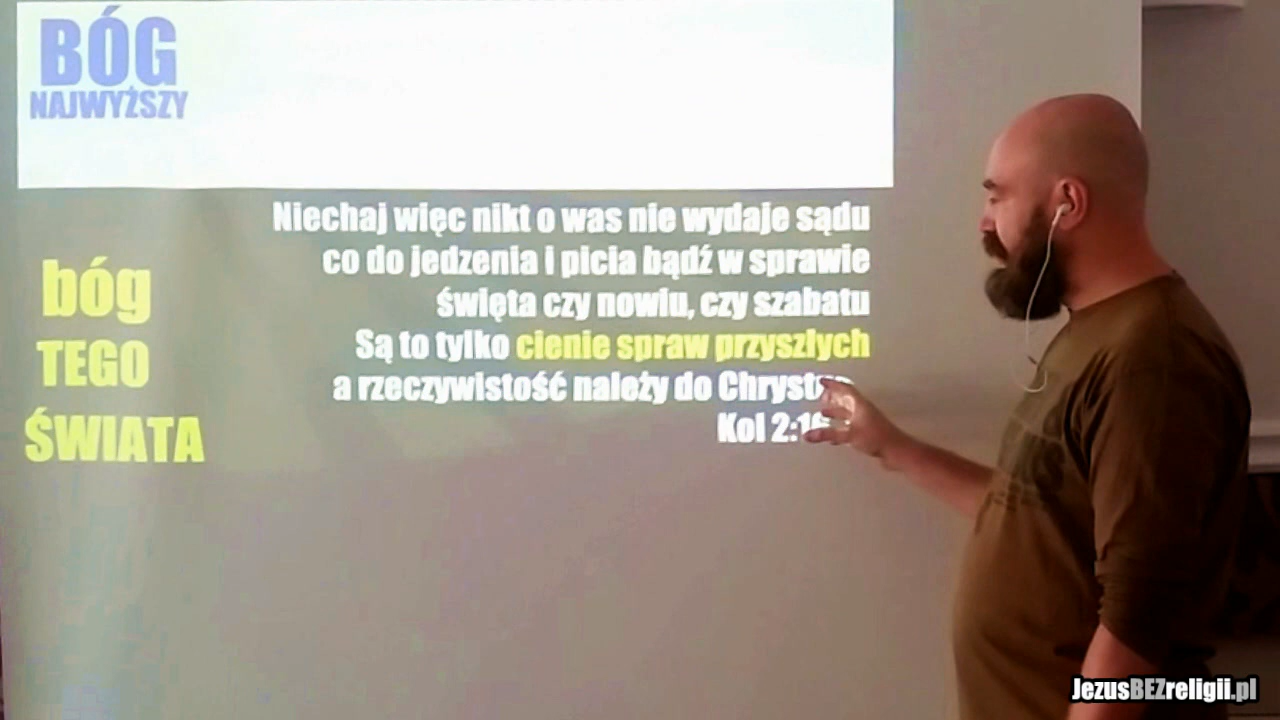 BÓG
NAJWYŻSZY
bóg
TEGO
ŚWIATA
Niechaj więc nikt o was nie wydaje sądu
co do jedzenia i picia bądź w sprawie
święta czy nowiu, czy szabatu
Są to tylko cienie spraw przyszłych
a rzeczywistość należy do
Kol
JezusBEZreligii.pl